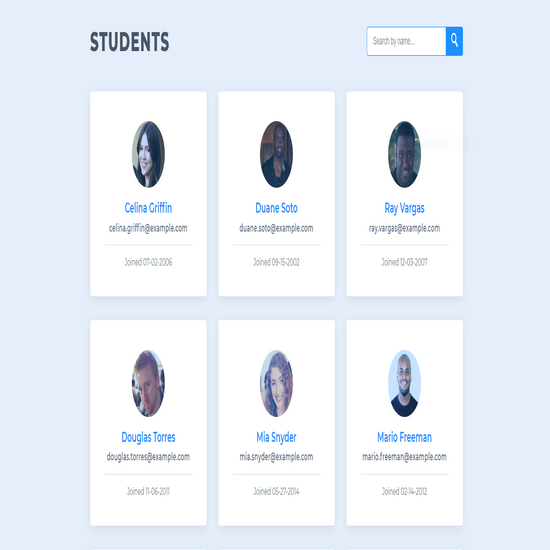 STUDENTS
Search by name...
Celina Griffin
celina.griffin@example.com
Joined 07-02-2006
Duane Soto
duane.soto@example.com
Joined 09-15-2002
Ray Vargas
ray.vargas@example.com
Joined 12-03-2007
Douglas Torres
douglas.torres@example.com
Joined 11-06-2011
Mia Snyder
mia.snyder@example.com
Joined 05-27-2014
Mario Freeman
mario.freeman@example.com
Joined 02-14-2012